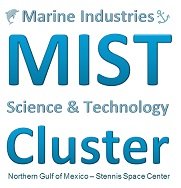 Marine Industries
MIST
Science & Technology
Cluster
Northern Gulf of Mexico – Stennis Space Center